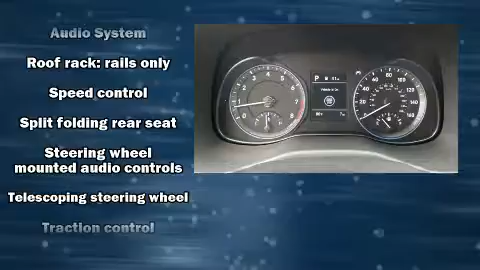 Audio System
Roof rack: rails only
Speed control
Split folding rear seat
Steering wheel
mounted audio controls
Telescoping steering wheel
Traction control